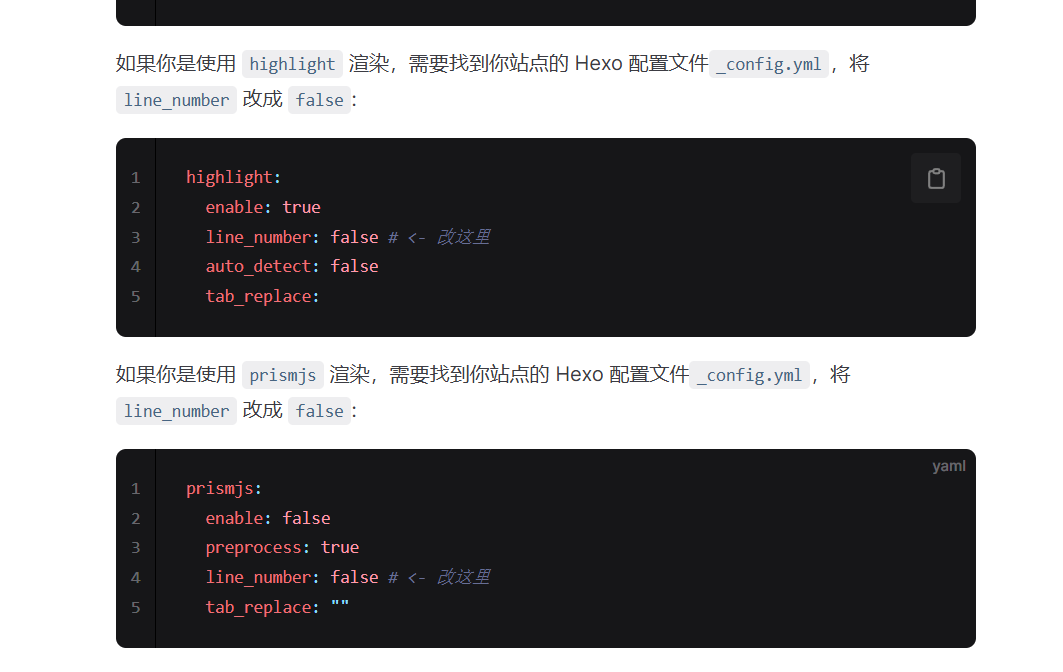 如果你是使用 highlight 渲染，需要找到你站点的 Hexo 配置文件 _config.yml ，将
line_number 改成 false ：
1 highlight:
2   enable: true
3   line_number: false # <- 改这里
4   auto_detect: false
5   tab_replace:
如果你是使用 prismjs 渲染，需要找到你站点的 Hexo 配置文件 _config.yml ，将
line_number 改成 false ：
yaml
1 prismjs:
2   enable: false
3   preprocess: true
4   line_number: false # <- 改这里
5   tab_replace: ""